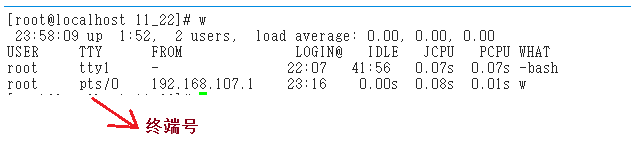 [root@localhost 11_22]# w
23:58:09 up 1:52, 2 users, load average: 0.00, 0.00, 0.00
USER TTY FROM LOGIN@ IDLE JCPU PCPU WHAT
root tty1 - 22:07 41:56 0.07s 0.07s -bash
root pts/0 192.168.107.1 23:16 0.00s 0.08s 0.01s w
终端号